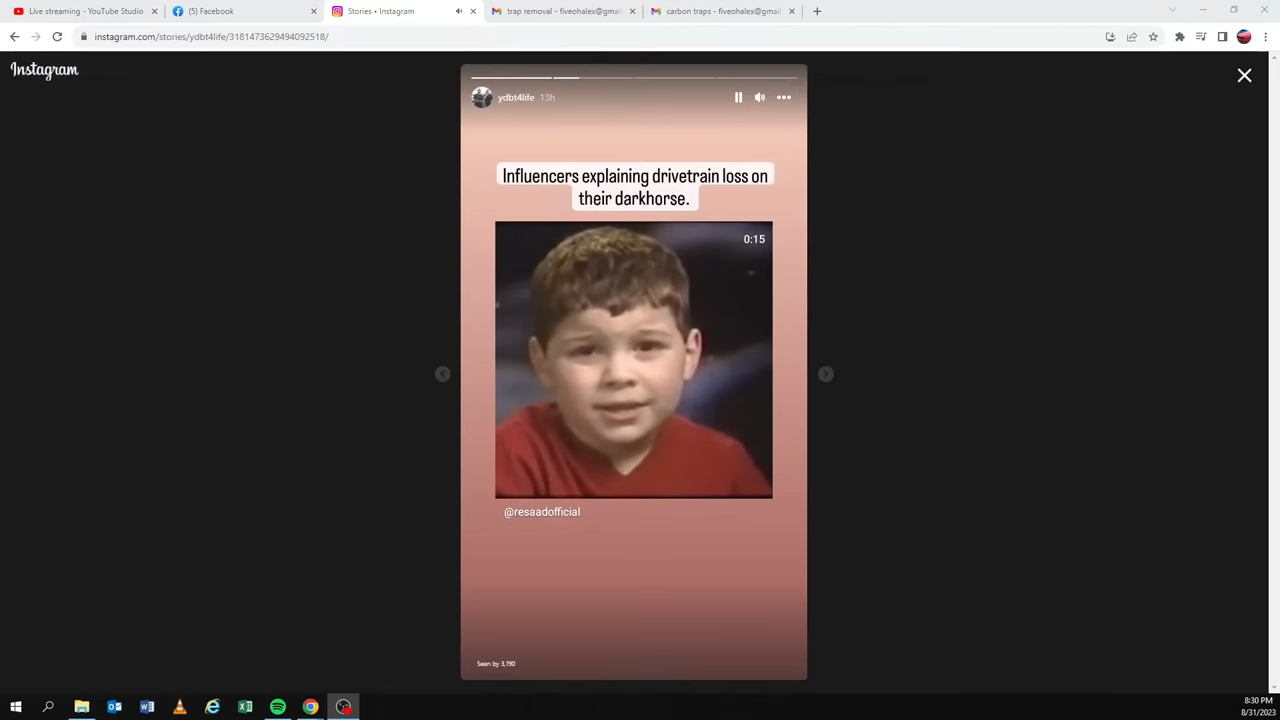 Live streaming - YouTube Studio
(5) Facebook
Stories • Instagram
trap removal - fiveohalex@gmai
carbon traps - fiveohalex@gmail
instagram.com/stories/ydbt4life/3181473629494092518/
Instagram
ydbt4life 13h
Influencers explaining drivetrain loss on
their darkhorse.
0:15
@resaadofficial
Seen by 3,190
8:30 PM
8/31/2023